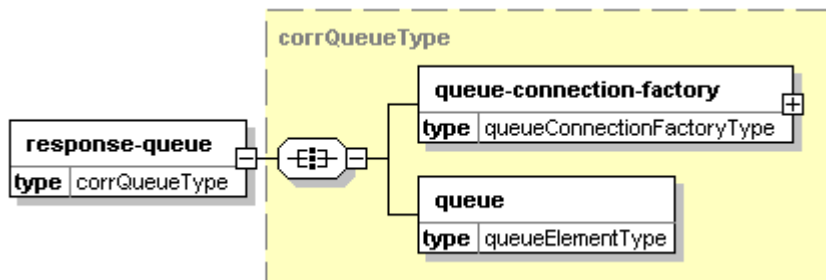 corrQueueType
queue-connection-factory
type queueConnectionFactoryType
response-queue
type corrQueueType
queue
type queueElementType